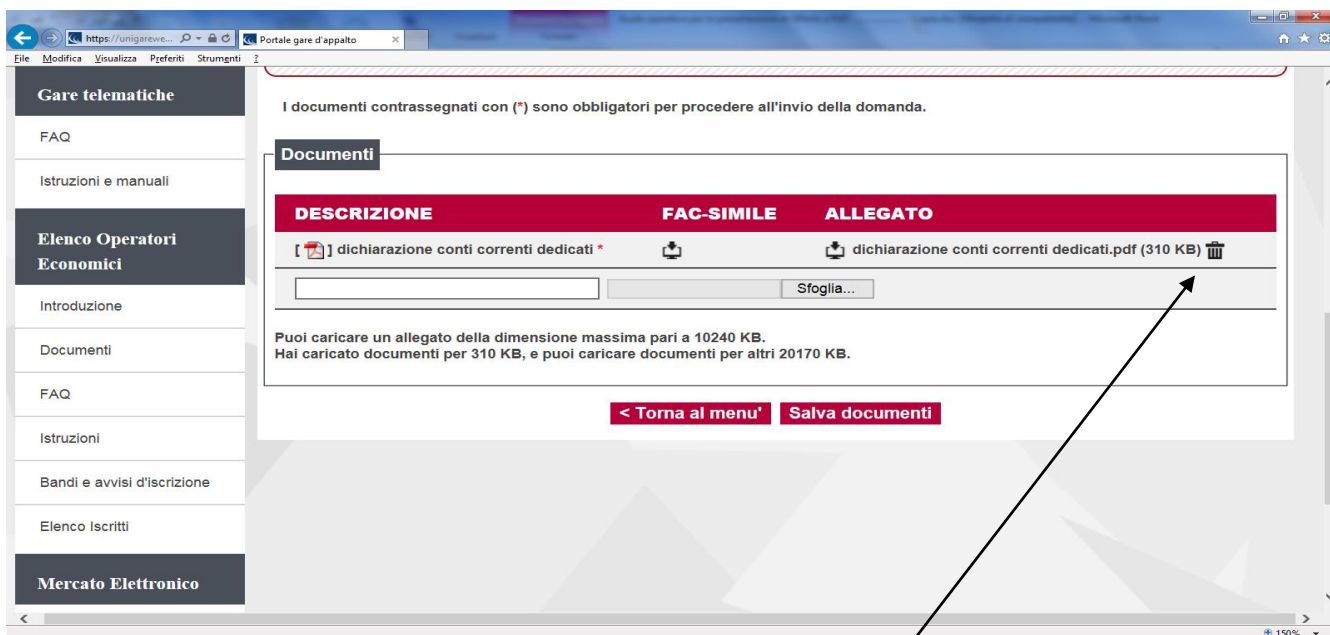 https://unigarewe...
Portale gare d'appalto
File Modifica Visualizza Preferiti Strumenti ?
Gare telematiche
FAQ
Istruzioni e manuali
Elenco Operatori
Economici
Introduzione
Documenti
FAQ
Istruzioni
Bandi e avvisi d'iscrizione
Elenco Iscritti
Mercato Elettronico
I documenti contrassegnati con (*) sono obbligatori per procedere all'invio della domanda.
Documenti
DESCRIZIONE FAC-SIMILE ALLEGATO
[ ] dichiarazione conti correnti dedicati * dichiarazione conti correnti dedicati.pdf (310 KB)
Sfoglia...
Puoi caricare un allegato della dimensione massima pari a 10240 KB.
Hai caricato documenti per 310 KB, e puoi caricare documenti per altri 20170 KB.
< Torna al menu' Salva documenti
150%